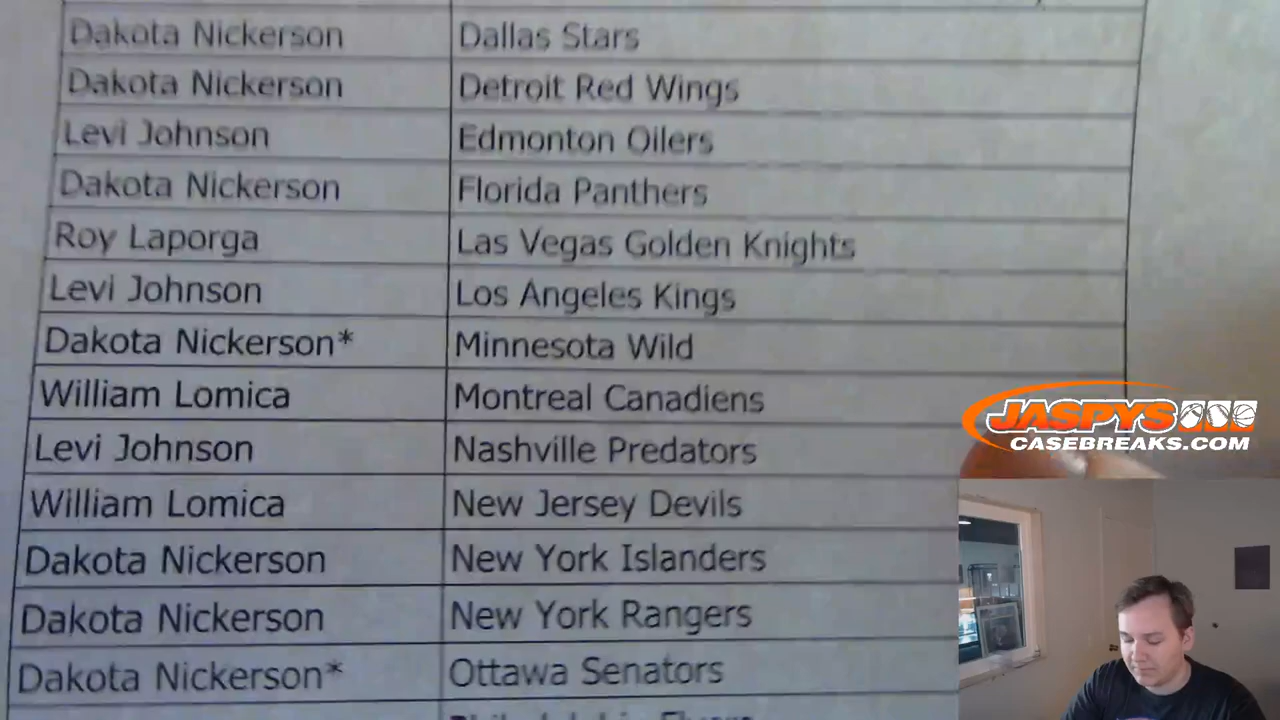 Dakota Nickerson Dallas Stars
Dakota Nickerson Detroit Red Wings
Levi Johnson Edmonton Oilers
Dakota Nickerson Florida Panthers
Roy Laporga Las Vegas Golden Knights
Levi Johnson Los Angeles Kings
Dakota Nickerson* Minnesota Wild
William Lomica Montreal Canadiens
Levi Johnson Nashville Predators
William Lomica New Jersey Devils
Dakota Nickerson New York Islanders
Dakota Nickerson New York Rangers
Dakota Nickerson* Ottawa Senators
JASPYS
CASEBREAKS.COM